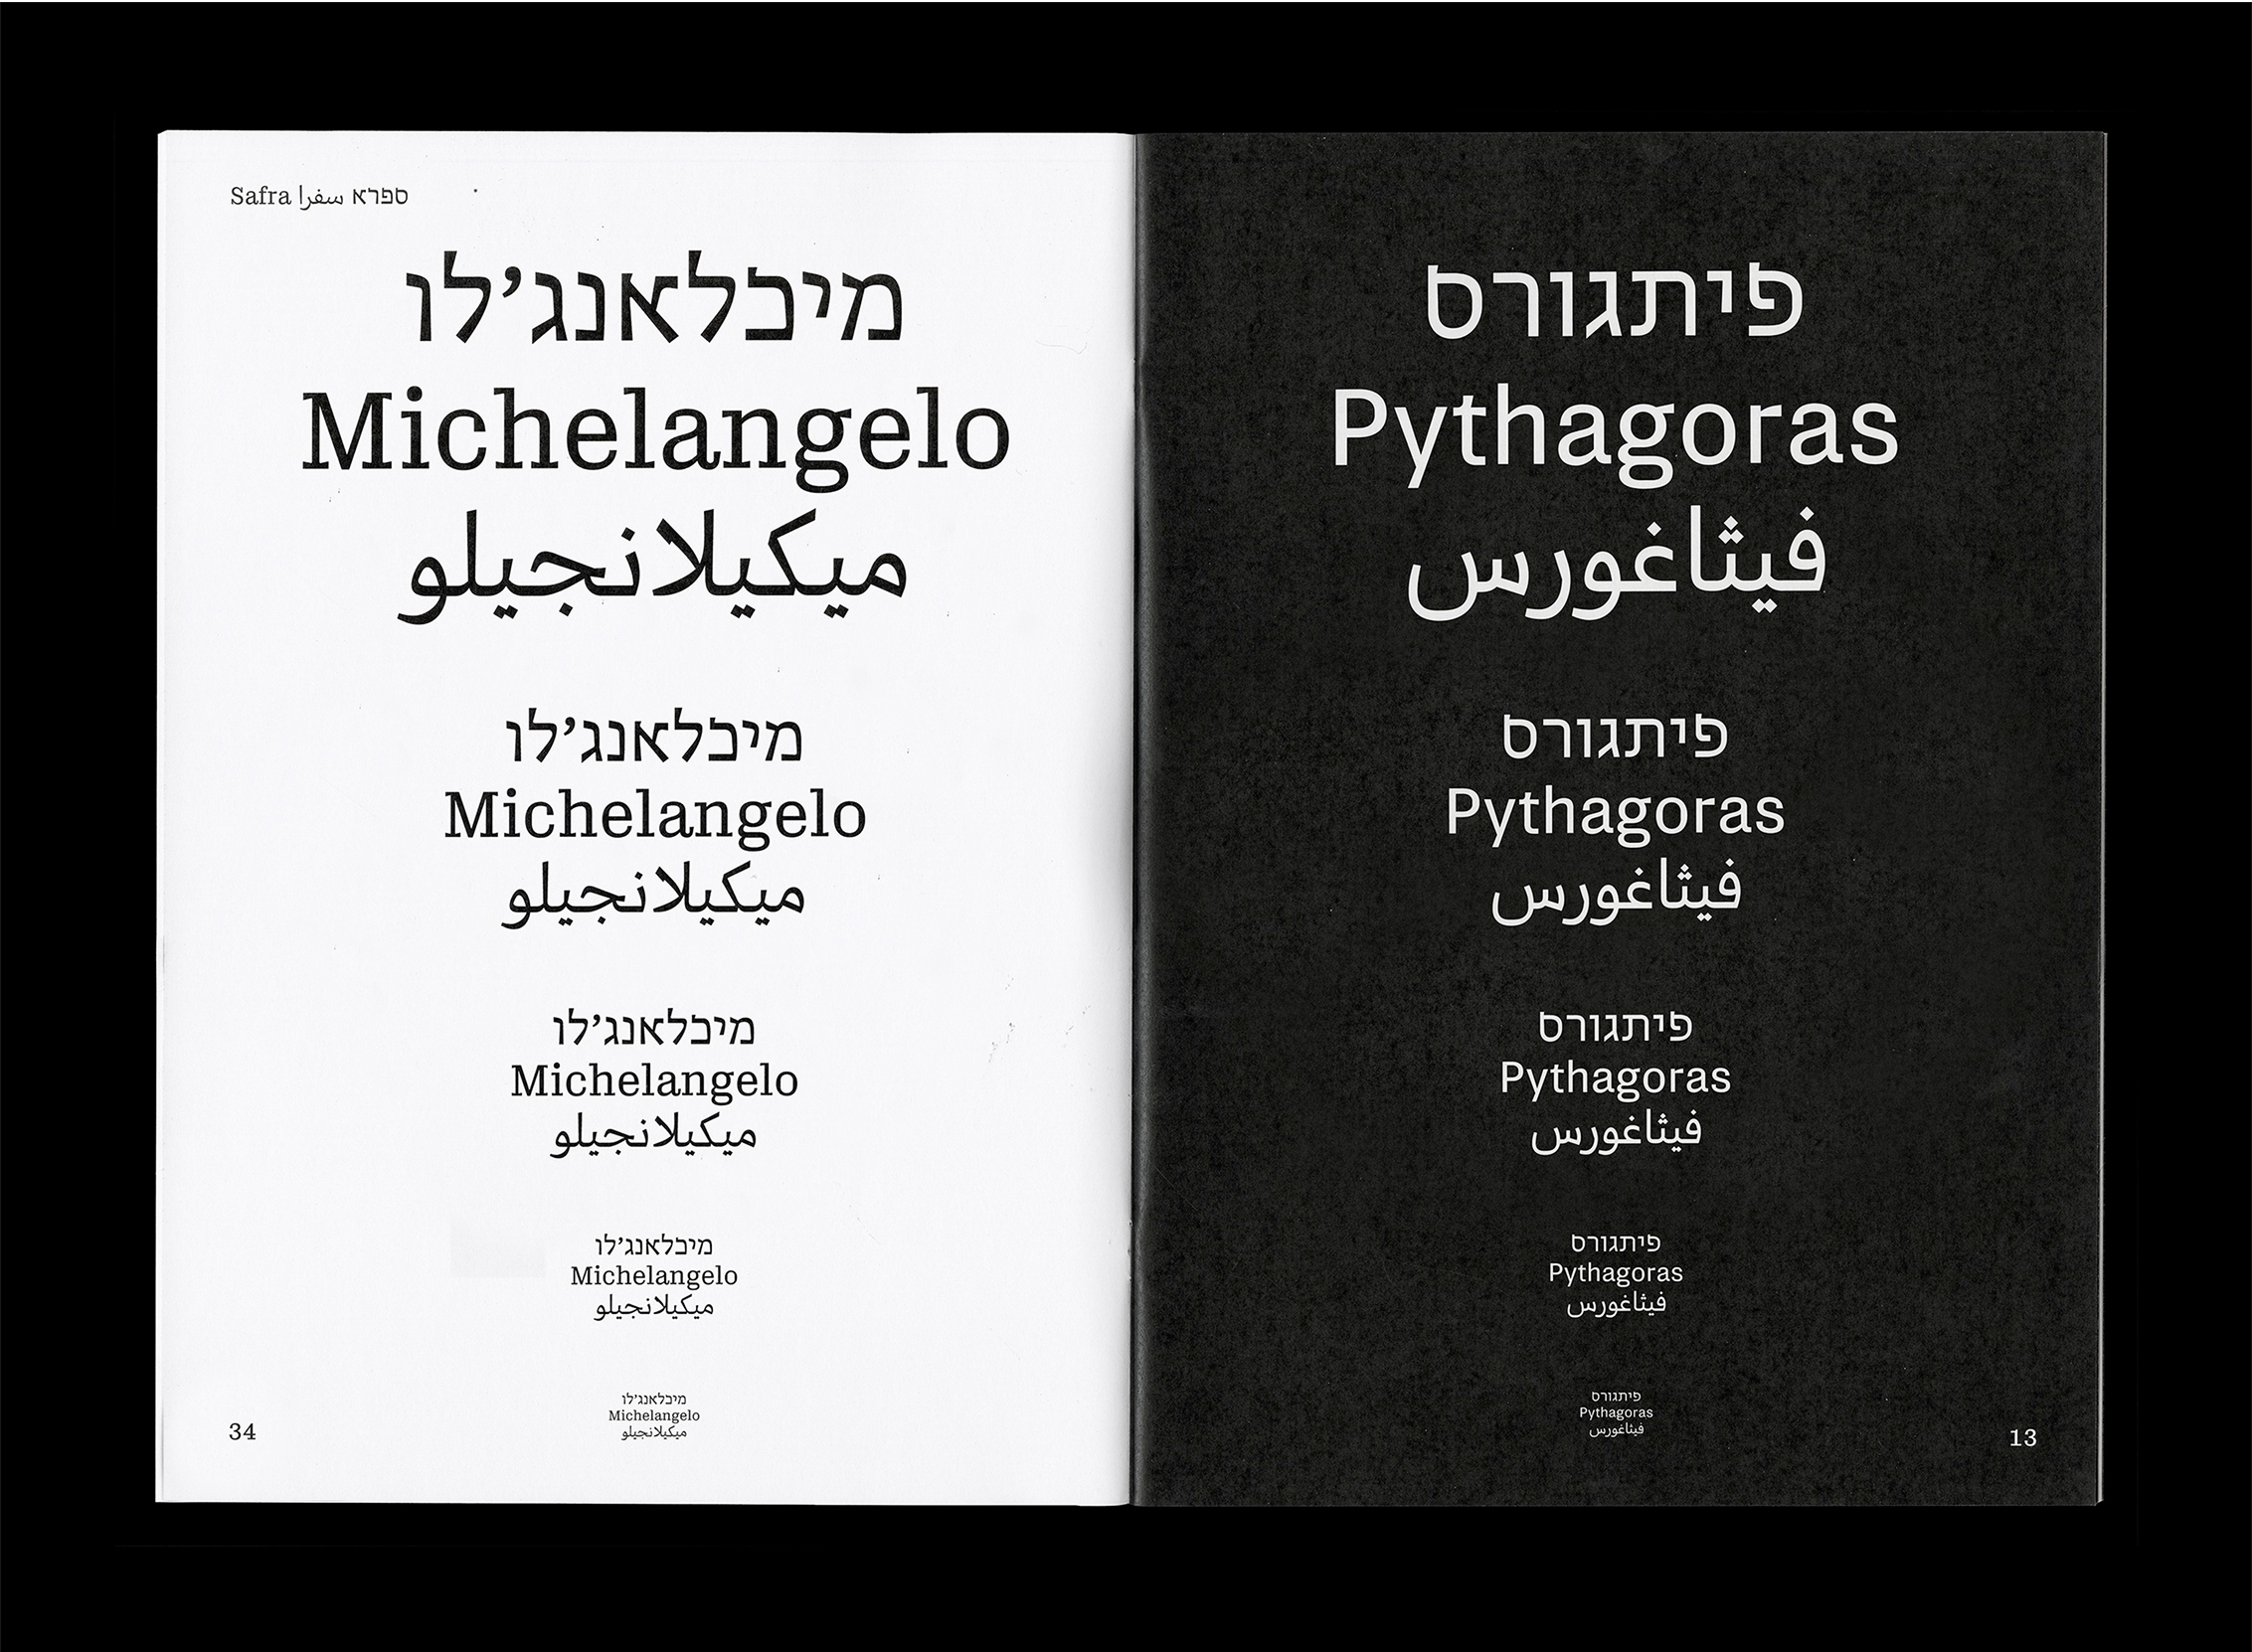 Safra سفرا ספרא
מיכלאנג׳לו
Michelangelo
ميكيلانجيلو
מיכלאנג׳לו
Michelangelo
ميكيلانجيلو
מיכלאנג׳לו
Michelangelo
ميكيلانجيلو
מיכלאנג׳לו
Michelangelo
ميكيلانجيلو
מיכלאנג׳לו
Michelangelo
ميكيلانجيلو
34
פיתגורס
Pythagoras
فيثاغورس
פיתגורס
Pythagoras
فيثاغورس
פיתגורס
Pythagoras
فيثاغورس
פיתגורס
Pythagoras
فيثاغورس
פיתגורס
Pythagoras
فيثاغورس
13